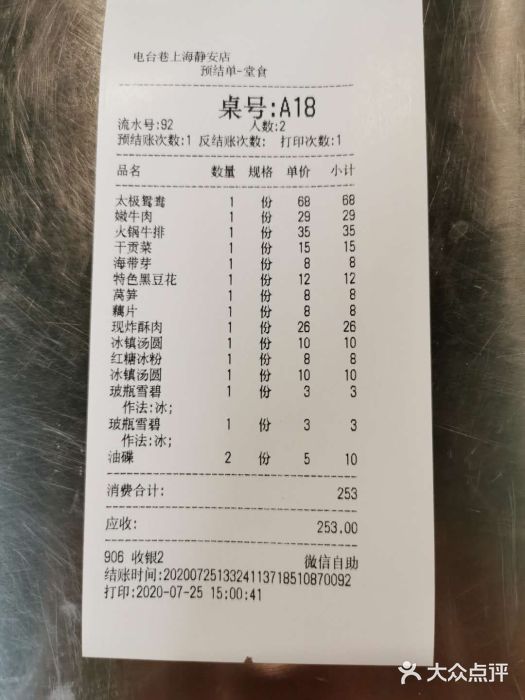 电台巷上海静安店
预结单-堂食
桌号:A18
流水号:92 人数:2
预结账次数:1 反结账次数: 打印次数:1
品名 数量 规格 单价 小计
太极鸳鸯 1 份 68 68
嫩牛肉 1 份 29 29
火锅牛排 1 份 35 35
干贡菜 1 份 15 15
海带芽 1 份 8 8
特色黑豆花 1 份 12 12
莴笋 1 份 8 8
藕片 1 份 8 8
现炸酥肉 1 份 26 26
冰镇汤圆 1 份 10 10
红糖冰粉 1 份 8 8
冰镇汤圆 1 份 10 10
玻瓶雪碧 1 份 3 3
作法:冰;
玻瓶雪碧 1 份 3 3
作法:冰;
油碟 2 份 5 10
消费合计: 253
应收: 253.00
906 收银2 微信自助
结账时间:2020072513324113718510870092
打印:2020-07-25 15:00:41
大众点评